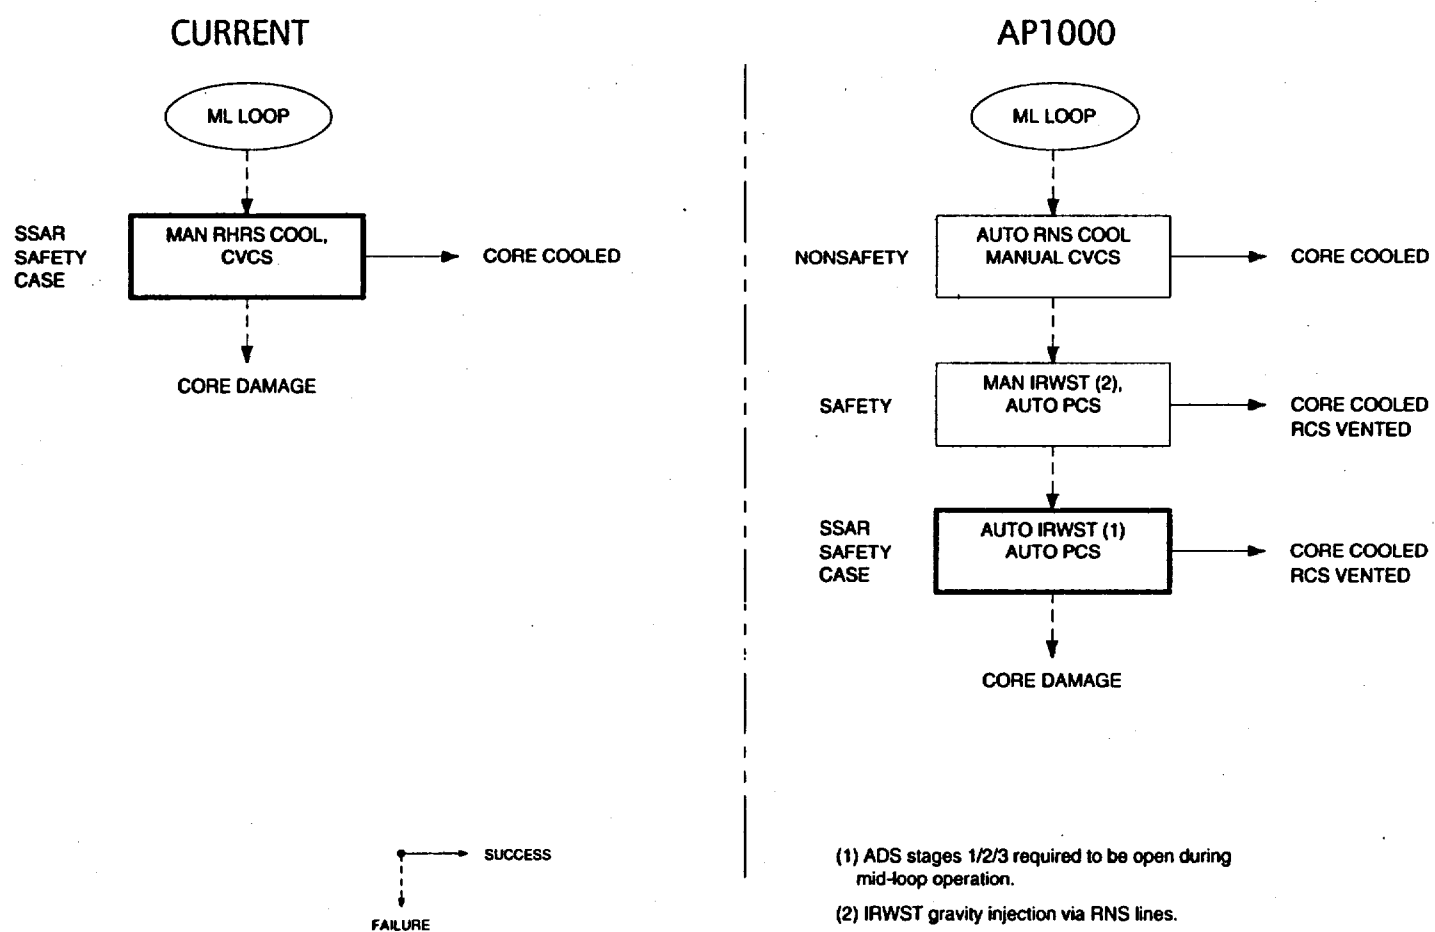 CURRENT
ML LOOP
SSAR
SAFETY
CASE
MAN RHRS COOL,
CVCS
CORE COOLED
CORE DAMAGE
SUCCESS
FAILURE
AP1000
ML LOOP
NONSAFETY
AUTO RNS COOL
MANUAL CVCS
CORE COOLED
SAFETY
MAN IRWST (2),
AUTO PCS
CORE COOLED
RCS VENTED
SSAR
SAFETY
CASE
AUTO IRWST (1)
AUTO PCS
CORE COOLED
RCS VENTED
CORE DAMAGE
(1) ADS stages 1/2/3 required to be open during
mid-loop operation.
(2) IRWST gravity injection via RNS lines.